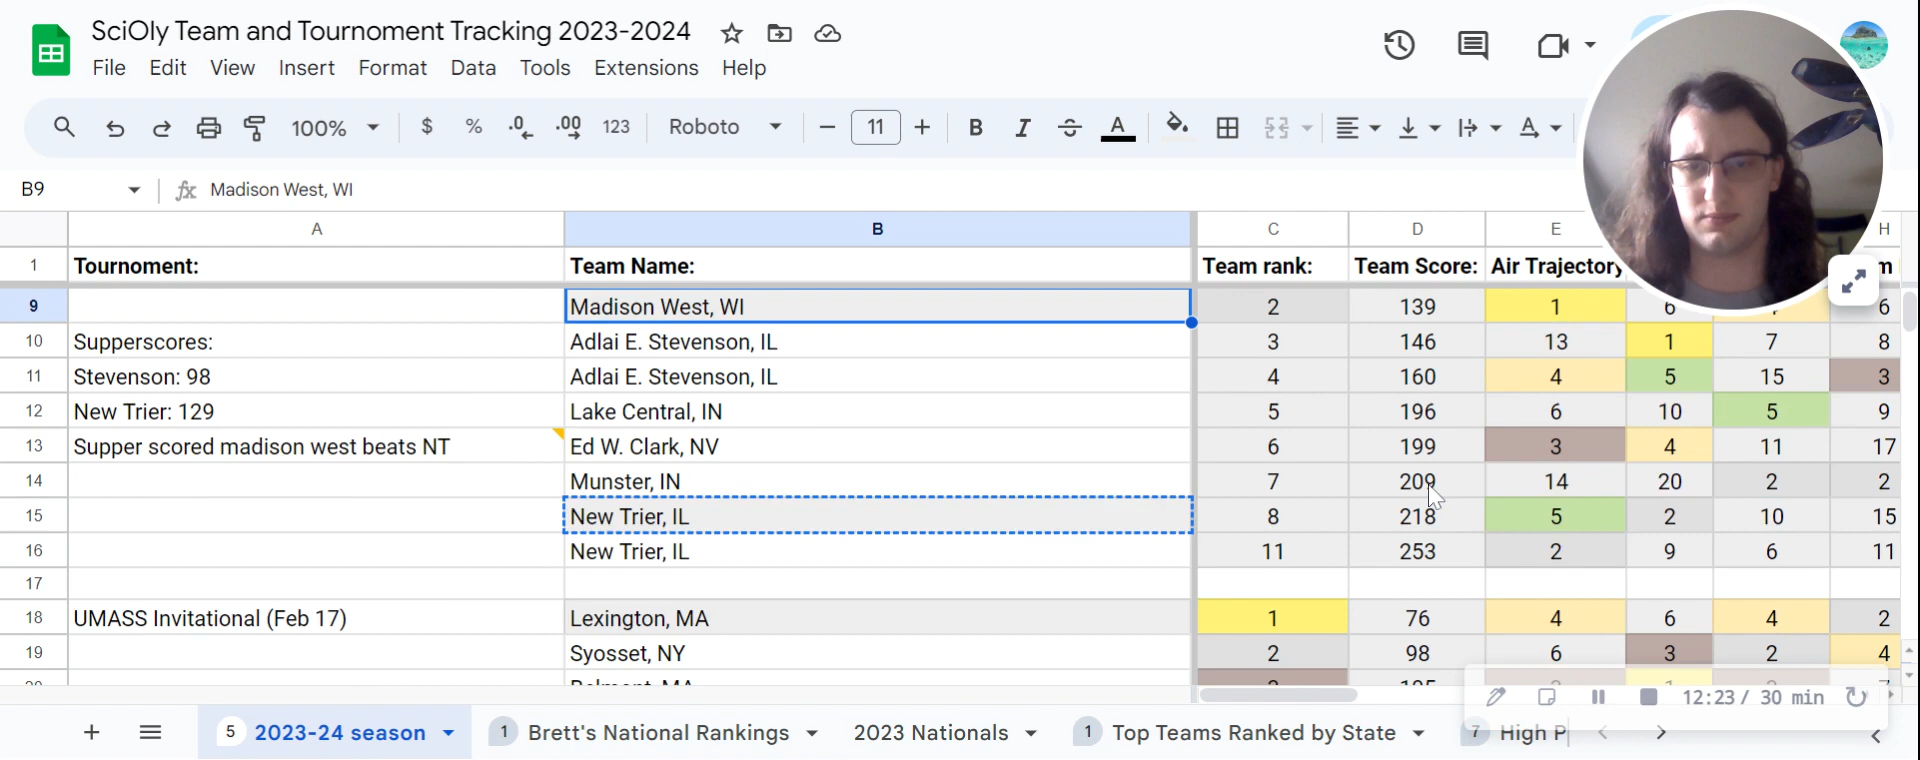 SciOly Team and Tournoment Tracking 2023-2024
File Edit View Insert Format Data Tools Extensions Help
100% $ % .0 .00 123 Roboto 11 B I S A A
B9 fx Madison West, WI
A B C D E H
1 Tournoment: Team Name: Team rank: Team Score: Air Trajectory m
9 Madison West, WI 2 139 1 6 6
10 Supperscores: Adlai E. Stevenson, IL 3 146 13 1 7 8
11 Stevenson: 98 Adlai E. Stevenson, IL 4 160 4 5 15 3
12 New Trier: 129 Lake Central, IN 5 196 6 10 5 9
13 Supper scored madison west beats NT Ed W. Clark, NV 6 199 3 4 11 17
14 Munster, IN 7 209 14 20 2 2
15 New Trier, IL 8 218 5 2 10 15
16 New Trier, IL 11 253 2 9 6 11
17
18 UMASS Invitational (Feb 17) Lexington, MA 1 76 4 6 4 2
19 Syosset, NY 2 98 6 3 2 4
12:23 / 30 min
5 2023-24 season 1 Brett's National Rankings 2023 Nationals 1 Top Teams Ranked by State 7 High P